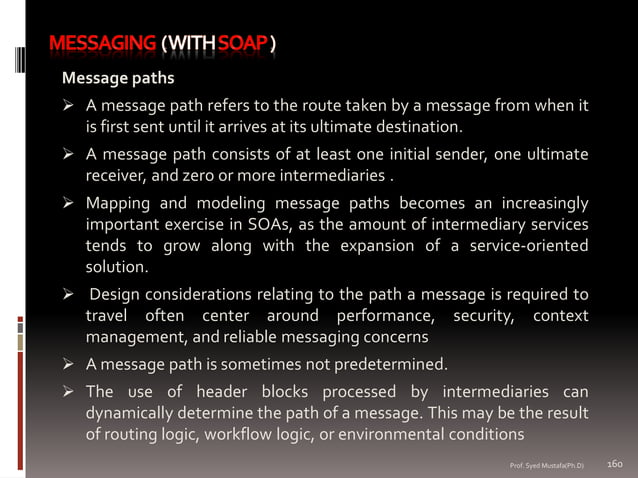 MESSAGING (WITH SOAP)
Message paths
➢ A message path refers to the route taken by a message from when it
is first sent until it arrives at its ultimate destination.
➢ A message path consists of at least one initial sender, one ultimate
receiver, and zero or more intermediaries .
➢ Mapping and modeling message paths becomes an increasingly
important exercise in SOAs, as the amount of intermediary services
tends to grow along with the expansion of a service-oriented
solution.
➢ Design considerations relating to the path a message is required to
travel often center around performance, security, context
management, and reliable messaging concerns
➢ A message path is sometimes not predetermined.
➢ The use of header blocks processed by intermediaries can
dynamically determine the path of a message. This may be the result
of routing logic, workflow logic, or environmental conditions
Prof. Syed Mustafa(Ph.D) 160